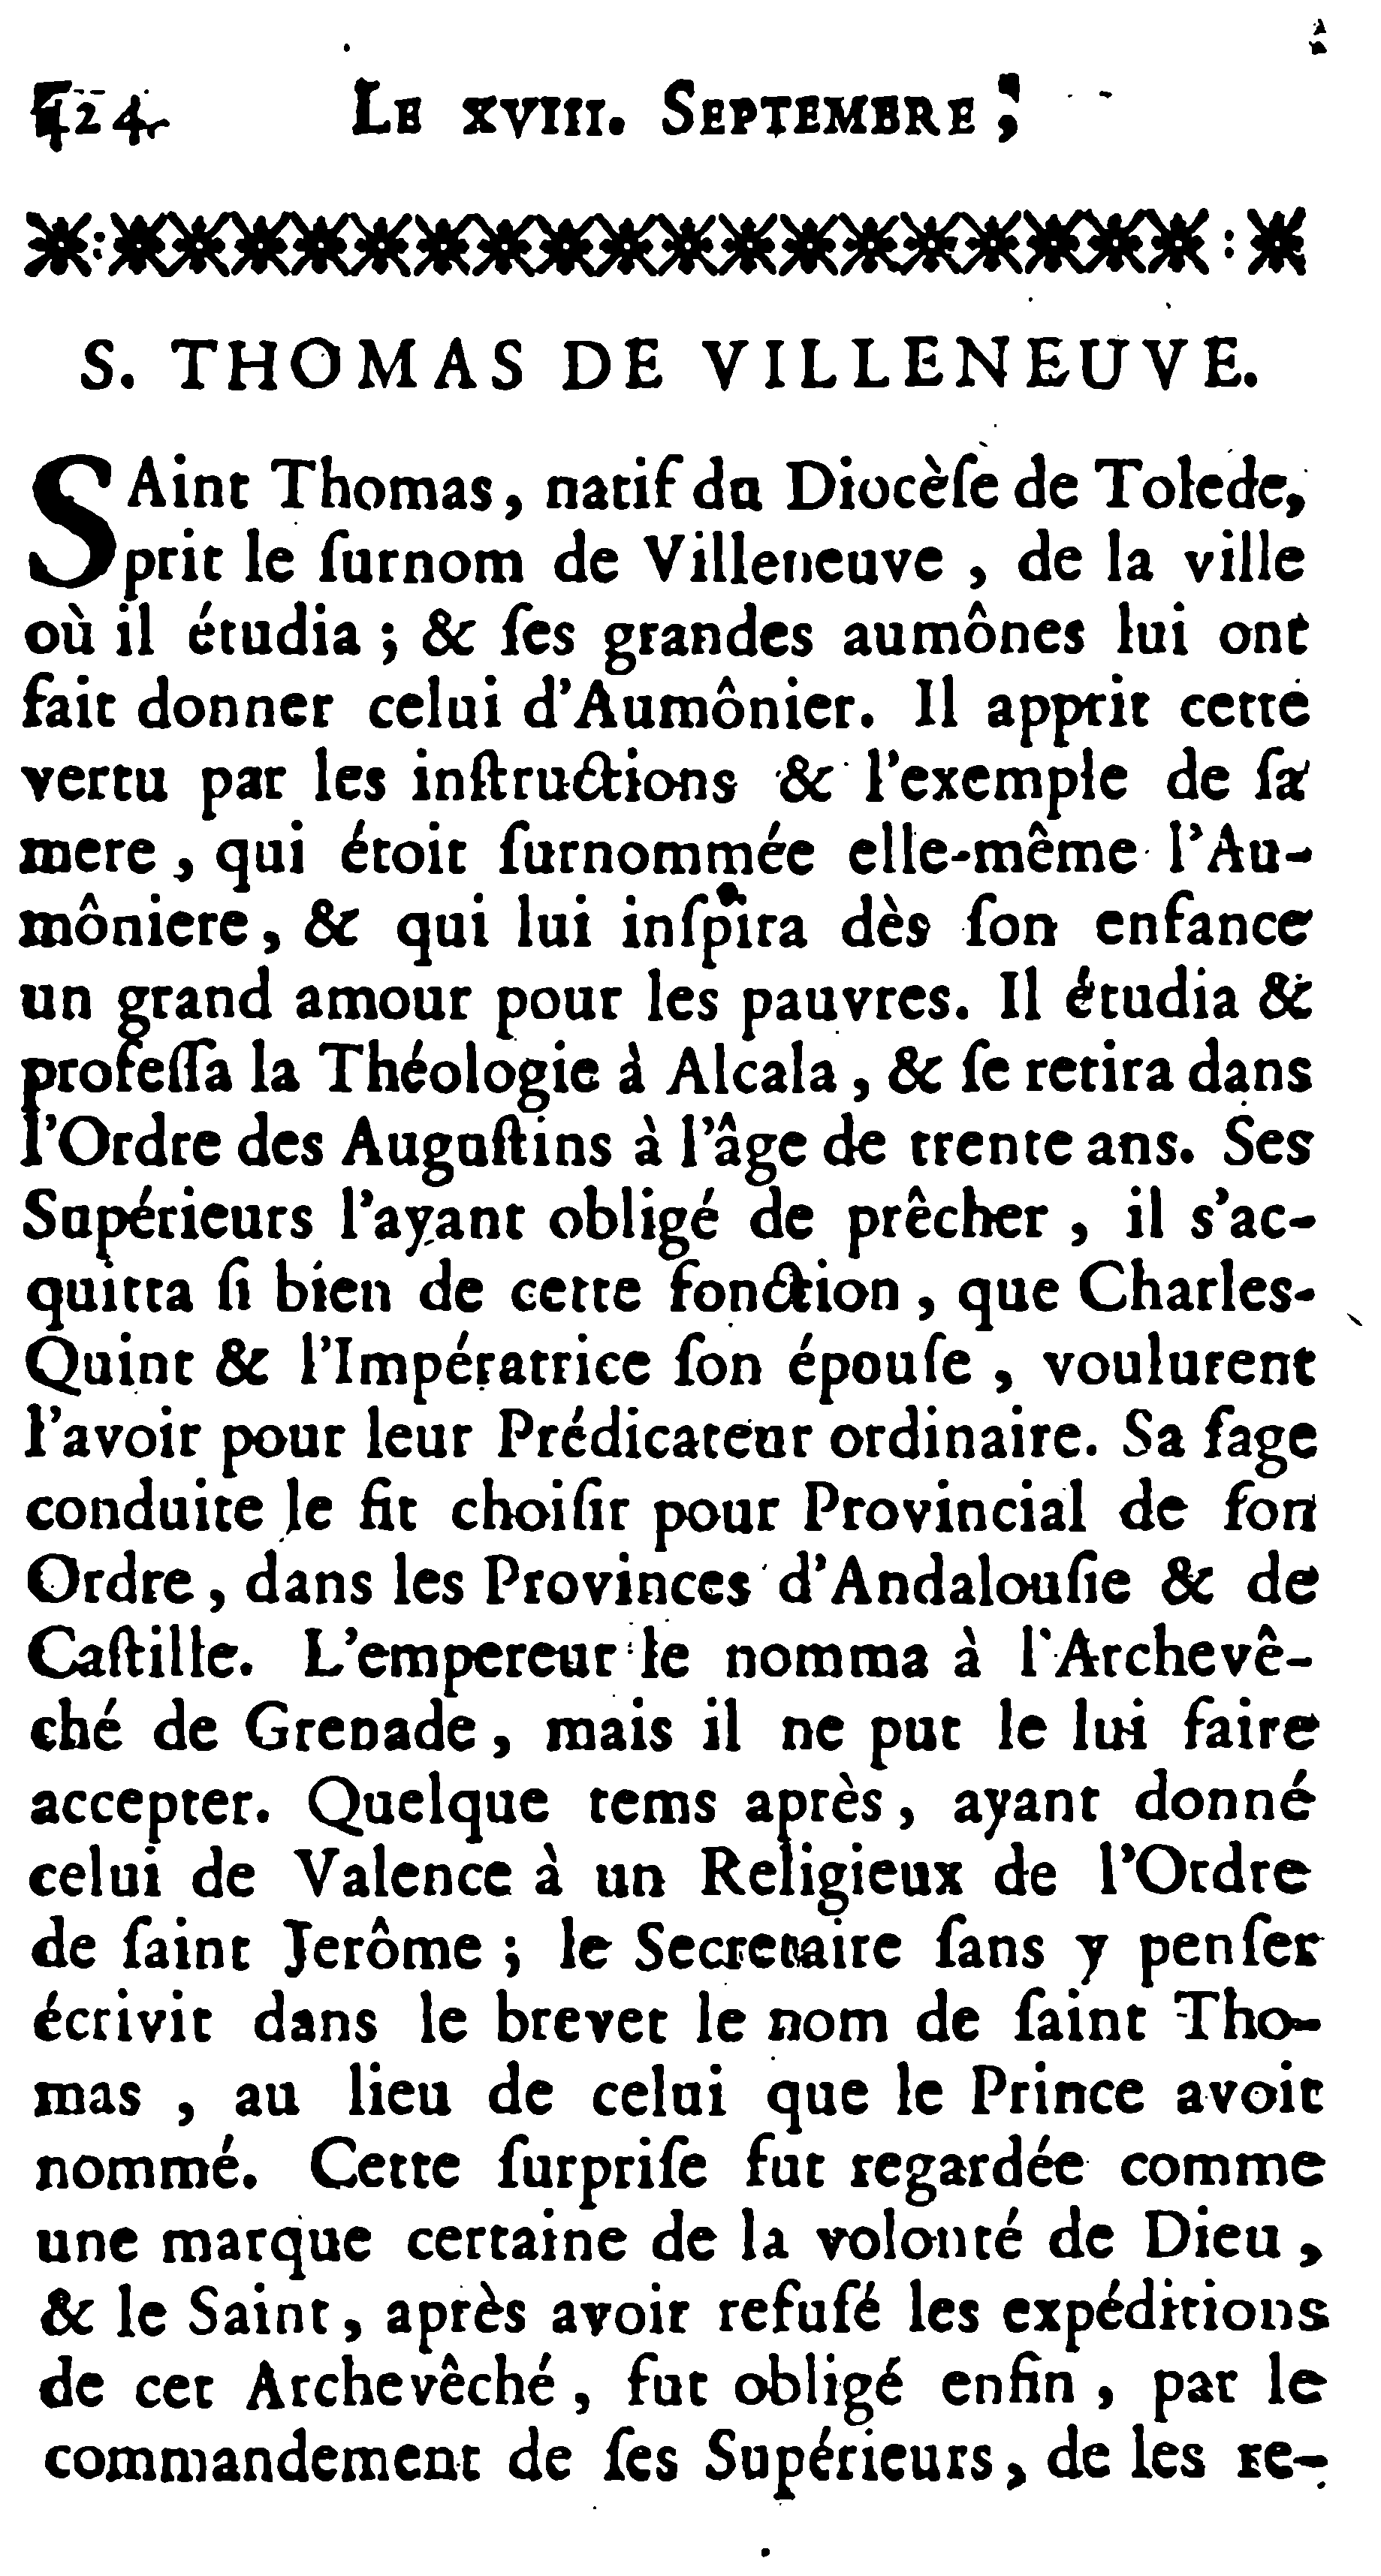 424 LE XVIII. SEPTEMBRE;
S. THOMAS DE VILLENEUVE.
SAint Thomas, natif du Diocèſe de Tolede,
prit le ſurnom de Villeneuve, de la ville
où il étudia; & ſes grandes aumônes lui ont
fait donner celui d'Aumônier. Il apprit cette
vertu par les inſtructions & l'exemple de ſa
mere, qui étoit ſurnommée elle-même l'Au-
môniere, & qui lui inſpira dès ſon enfance
un grand amour pour les pauvres. Il étudia &
profeſſa la Théologie à Alcala, & ſe retira dans
l'Ordre des Auguſtins à l'âge de trente ans. Ses
Supérieurs l'ayant obligé de prêcher, il s'ac-
quitta ſi bien de cette fonction, que Charles-
Quint & l'Impératrice ſon épouſe, voulurent
l'avoir pour leur Prédicateur ordinaire. Sa ſage
conduite le fit choiſir pour Provincial de ſon
Ordre, dans les Provinces d'Andalouſie & de
Caſtille. L'empereur le nomma à l'Archevê-
ché de Grenade, mais il ne put le lui faire
accepter. Quelque tems après, ayant donné
celui de Valence à un Religieux de l'Ordre
de ſaint Jerôme; le Secretaire ſans y penſer
écrivit dans le brevet le nom de ſaint Tho-
mas, au lieu de celui que le Prince avoit
nommé. Cette ſurpriſe fut regardée comme
une marque certaine de la volonté de Dieu,
& le Saint, après avoir refuſé les expéditions
de cet Archevêché, fut obligé enfin, par le
commandement de ſes Supérieurs, de les re-